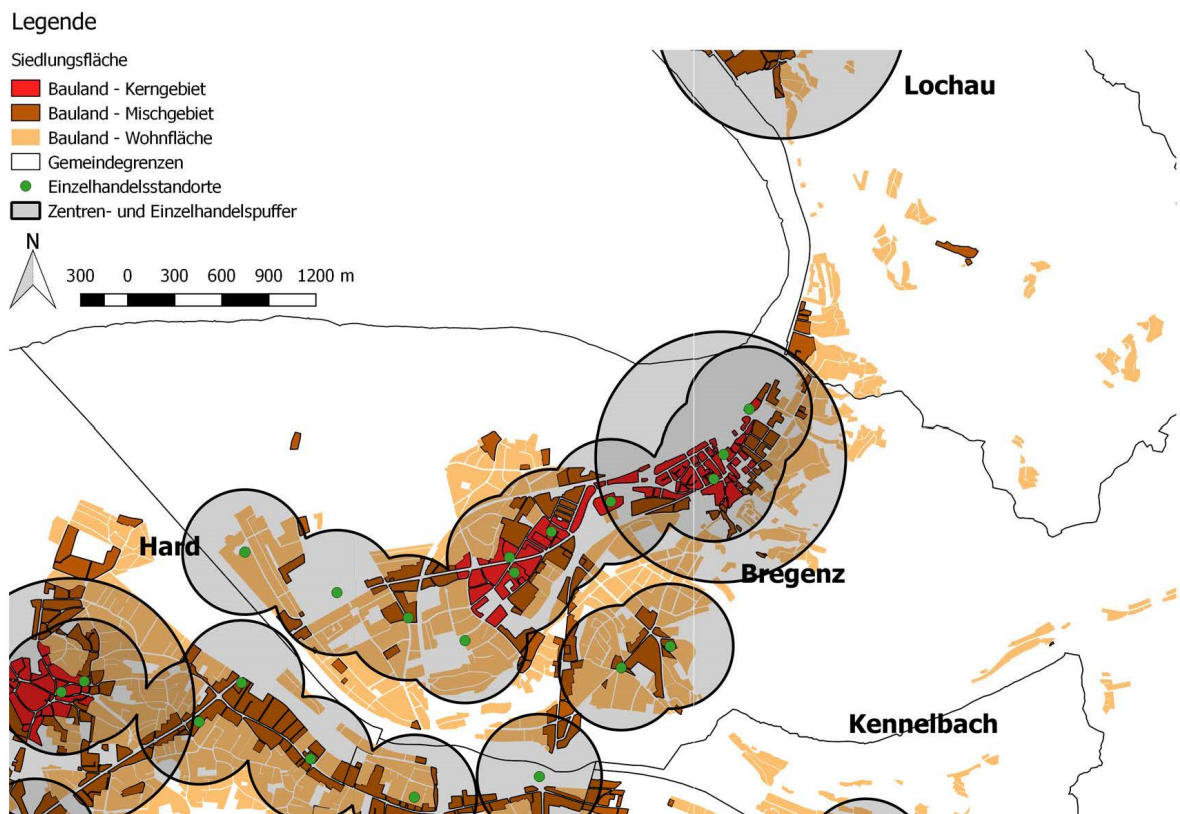 Legende
Siedlungsfläche
Bauland - Kerngebiet
Bauland - Mischgebiet
Bauland - Wohnfläche
Gemeindegrenzen
Einzelhandelsstandorte
Zentren- und Einzelhandelspuffer
N
300 0 300 600 900 1200 m
Lochau
Hard
Bregenz
Kennelbach